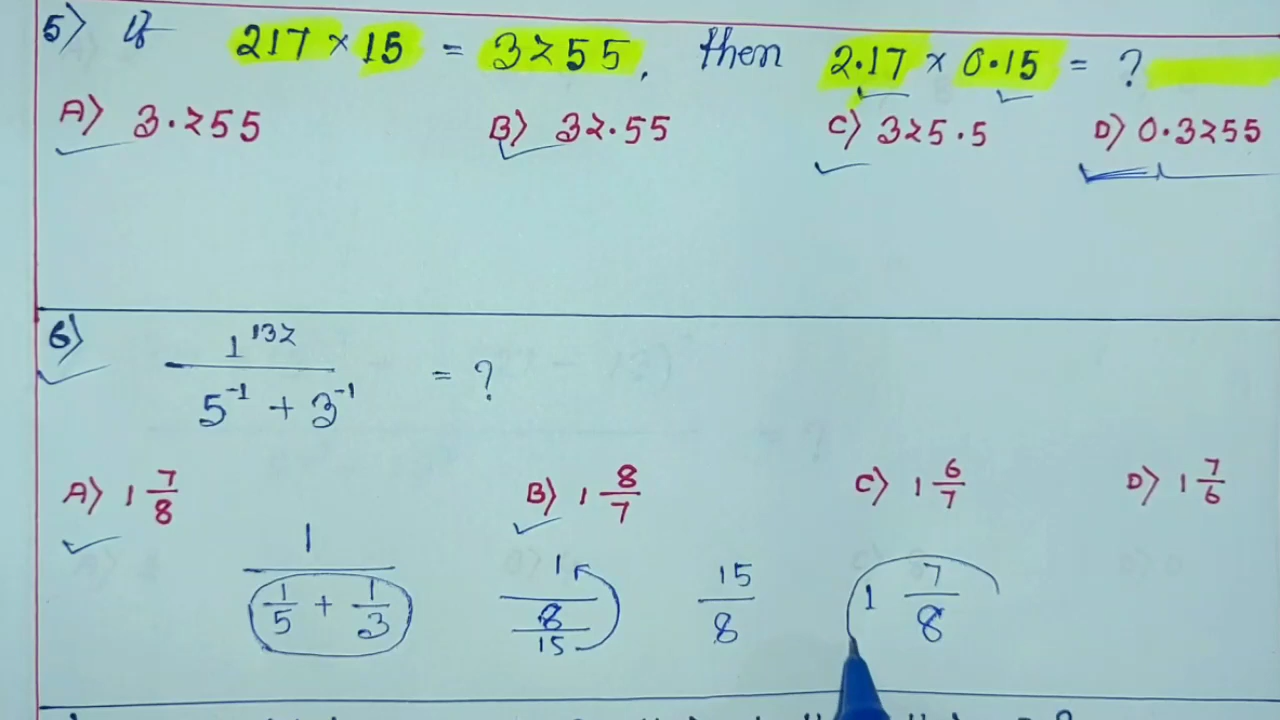 5) If 217 × 15 = 3255, then 2.17 × 0.15 = ?
A) 3.255 B) 32.55 C) 325.5 D) 0.3255
6) 1^132 / (5^-1 + 3^-1) = ?
A) 1 7/8 B) 1 8/7 C) 1 6/7 D) 1 7/6
1 / (1/5 + 1/3) 1 / (8/15) 15/8 1 7/8